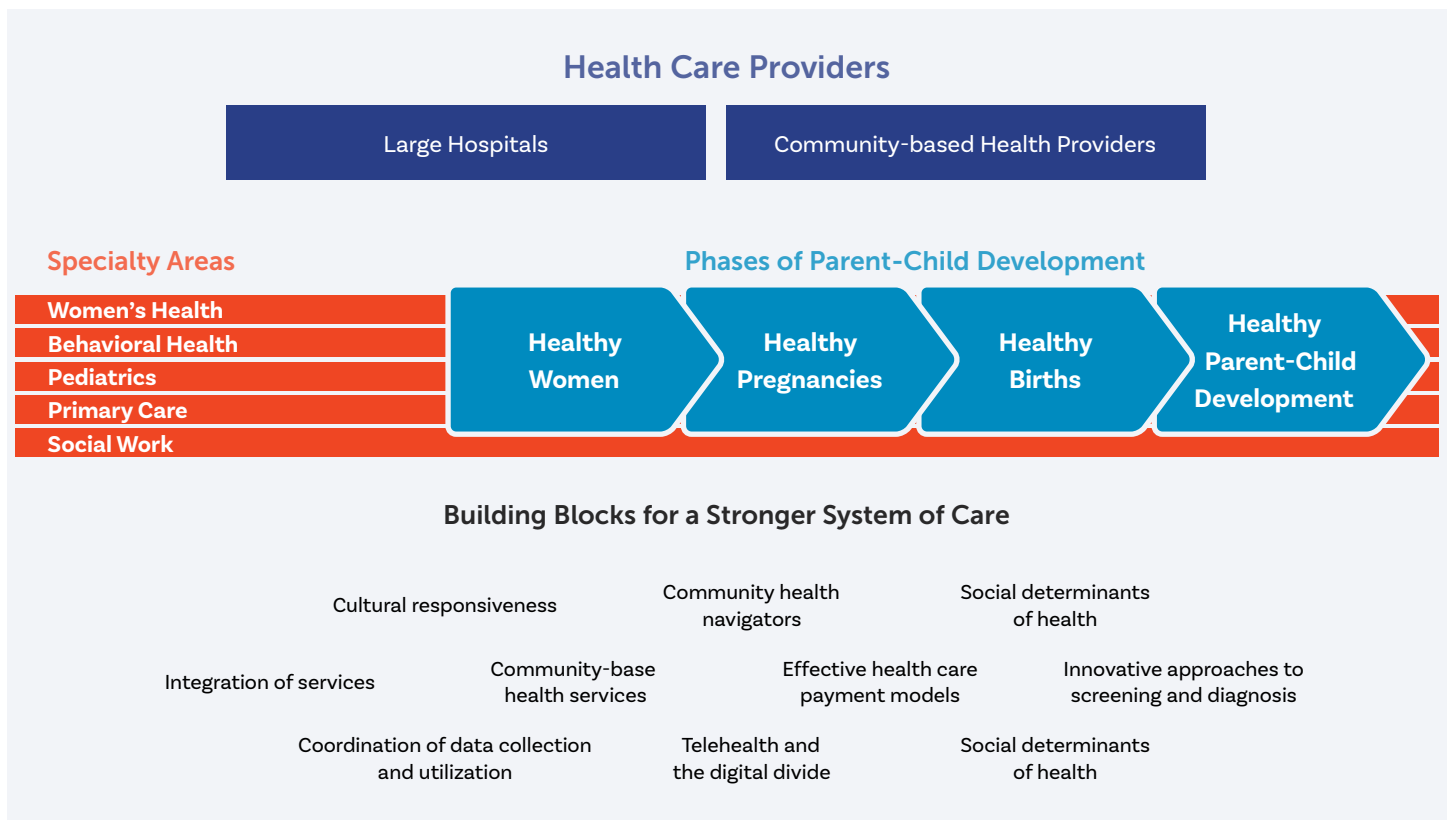 Health Care Providers
Large Hospitals
Community-based Health Providers
Specialty Areas
Phases of Parent-Child Development
Women’s Health
Behavioral Health
Pediatrics
Primary Care
Social Work
Healthy
Women
Healthy
Pregnancies
Healthy
Births
Healthy
Parent-Child
Development
Building Blocks for a Stronger System of Care
Cultural responsiveness
Community health
navigators
Social determinants
of health
Integration of services
Community-base
health services
Effective health care
payment models
Innovative approaches to
screening and diagnosis
Coordination of data collection
and utilization
Telehealth and
the digital divide
Social determinants
of health